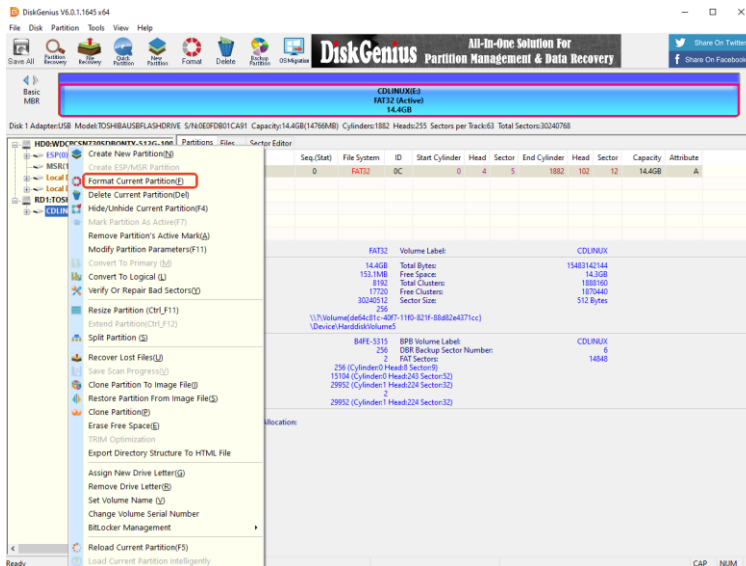 DiskGenius V6.0.1.1645 x64
File Disk Partition Tools View Help
Save All
Partition Recovery
File Recovery
Quick Partition
New Partition
Format
Delete
Backup Partition
OS Migration
DiskGenius
All-In-One Solution For
Partition Management & Data Recovery
Share On Twitter
Share On Facebook
Basic
MBR
CDLINUX(E:)
FAT32 (Active)
14.4GB
Disk 1 Adapter:USB Model:TOSHIBAUSBFLASHDRIVE S/N:0E0FDB01CA91 Capacity:14.4GB(14766MB) Cylinders:1882 Heads:255 Sectors per Track:63 Total Sectors:30240768
Partitions Files Sector Editor
ESP(0)
Local
Local
RD1:TOSI
CDLIN
Create New Partition(N)
Create ESP/MSR Partition
Format Current Partition(F)
Delete Current Partition(Del)
Hide/Unhide Current Partition(F4)
Mark Partition As Active(F7)
Remove Partition's Active Mark(A)
Modify Partition Parameters(F11)
Convert To Primary (M)
Convert To Logical (L)
Verify Or Repair Bad Sectors(Y)
Resize Partition (Ctrl_F11)
Extend Partition(Ctrl_F12)
Split Partition (S)
Recover Lost Files(U)
Save Scan Progress(V)
Clone Partition To Image File(I)
Restore Partition From Image File(S)
Clone Partition(P)
Erase Free Space(E)
TRIM Optimization
Export Directory Structure To HTML File
Assign New Drive Letter(G)
Remove Drive Letter(R)
Set Volume Name (V)
Change Volume Serial Number
BitLocker Management
Reload Current Partition(F5)
Load Current Partition Intelligently
Seq.(Stat) File System ID Start Cylinder Head Sector End Cylinder Head Sector Capacity Attribute
0 FAT32 0C 0 4 5 1882 102 12 14.4GB A
FAT32 Volume Label: CDLINUX
14.4GB Total Bytes: 15483142144
153.1MB Free Space: 14.3GB
8192 Total Clusters: 1888160
17720 Free Clusters: 1870440
30240512 Sector Size: 512 Bytes
256
\\?\Volume{de64c81c-40f7-11f0-821f-88d82e4371cc}
\Device\HarddiskVolume5
B4FE-5315 BPB Volume Label: CDLINUX
256 DBR Backup Sector Number: 6
2 FAT Sectors: 14848
256 (Cylinder:0 Head:8 Sector:9)
15104 (Cylinder:0 Head:243 Sector:52)
29952 (Cylinder:1 Head:224 Sector:32)
2
29952 (Cylinder:1 Head:224 Sector:32)
Allocation:
Ready
CAP NUM